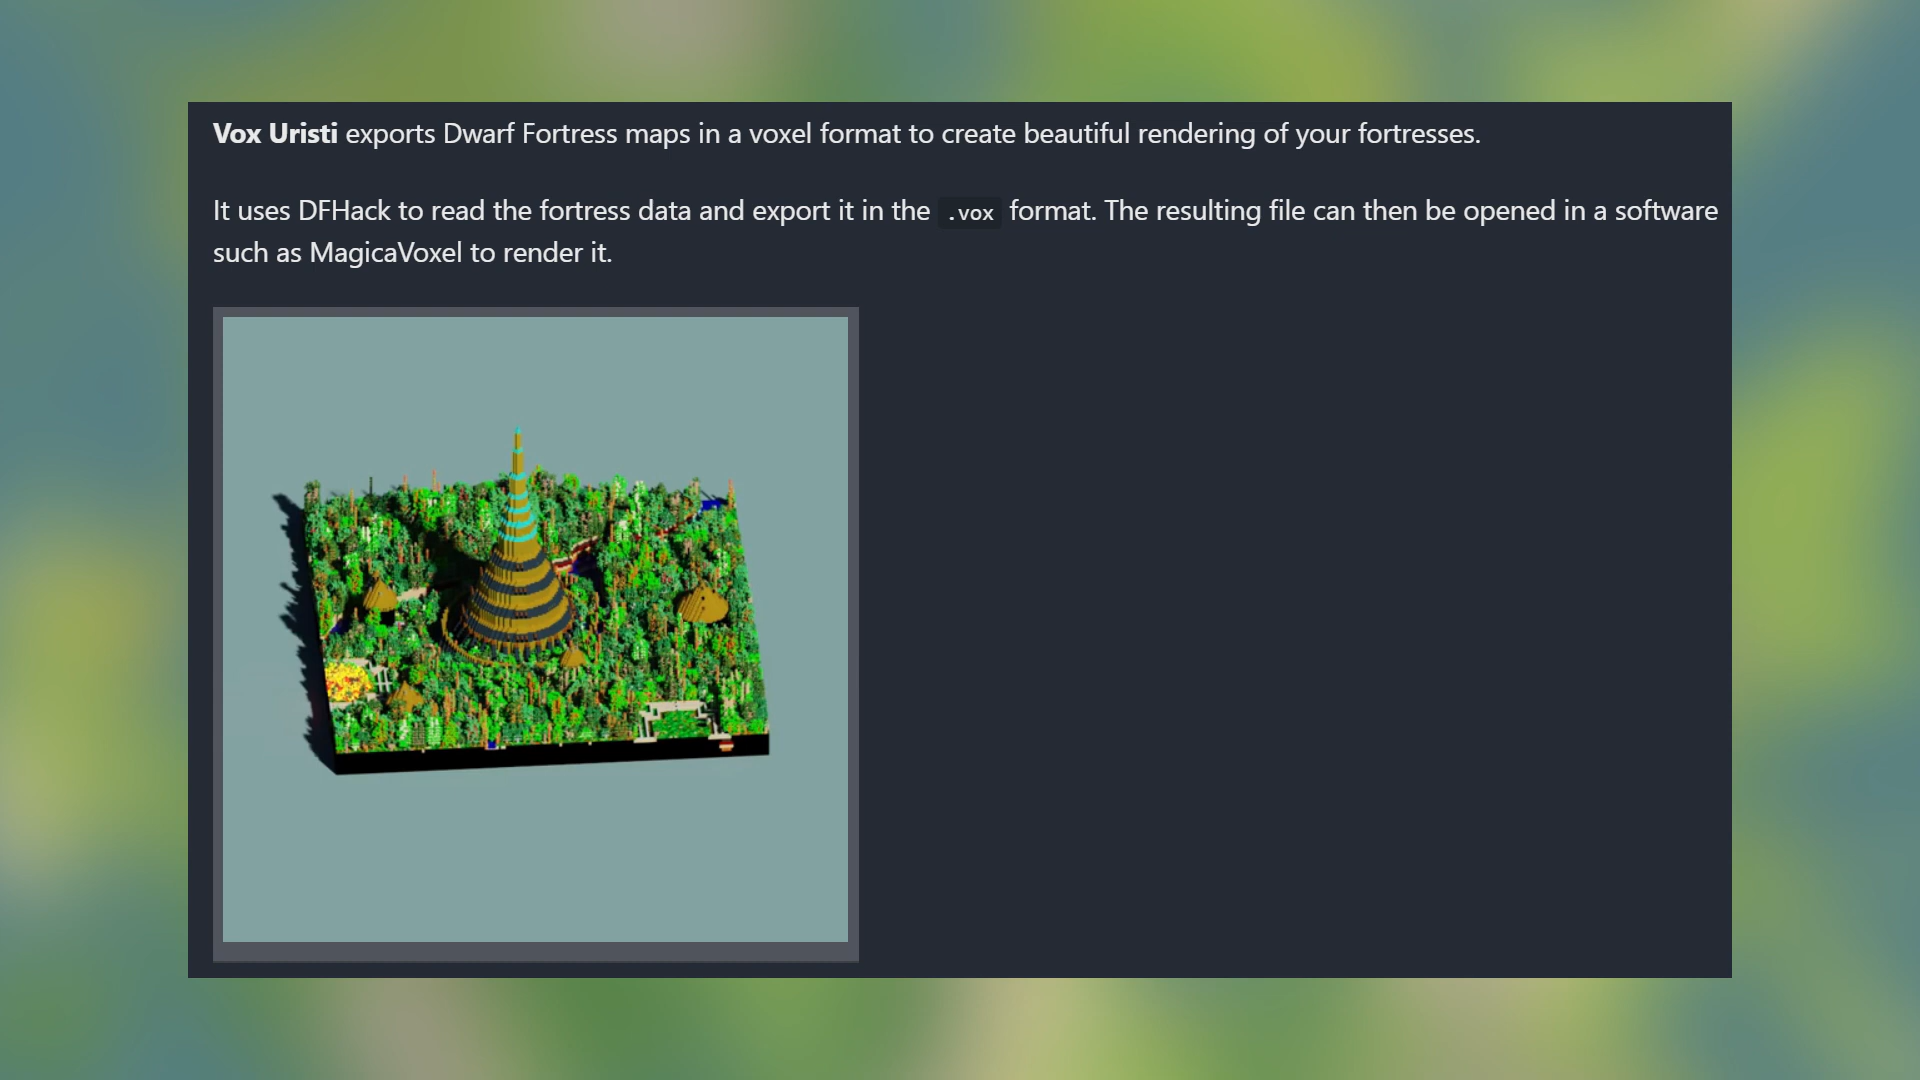 Vox Uristi exports Dwarf Fortress maps in a voxel format to create beautiful rendering of your fortresses.
It uses DFHack to read the fortress data and export it in the .vox format. The resulting file can then be opened in a software
such as MagicaVoxel to render it.